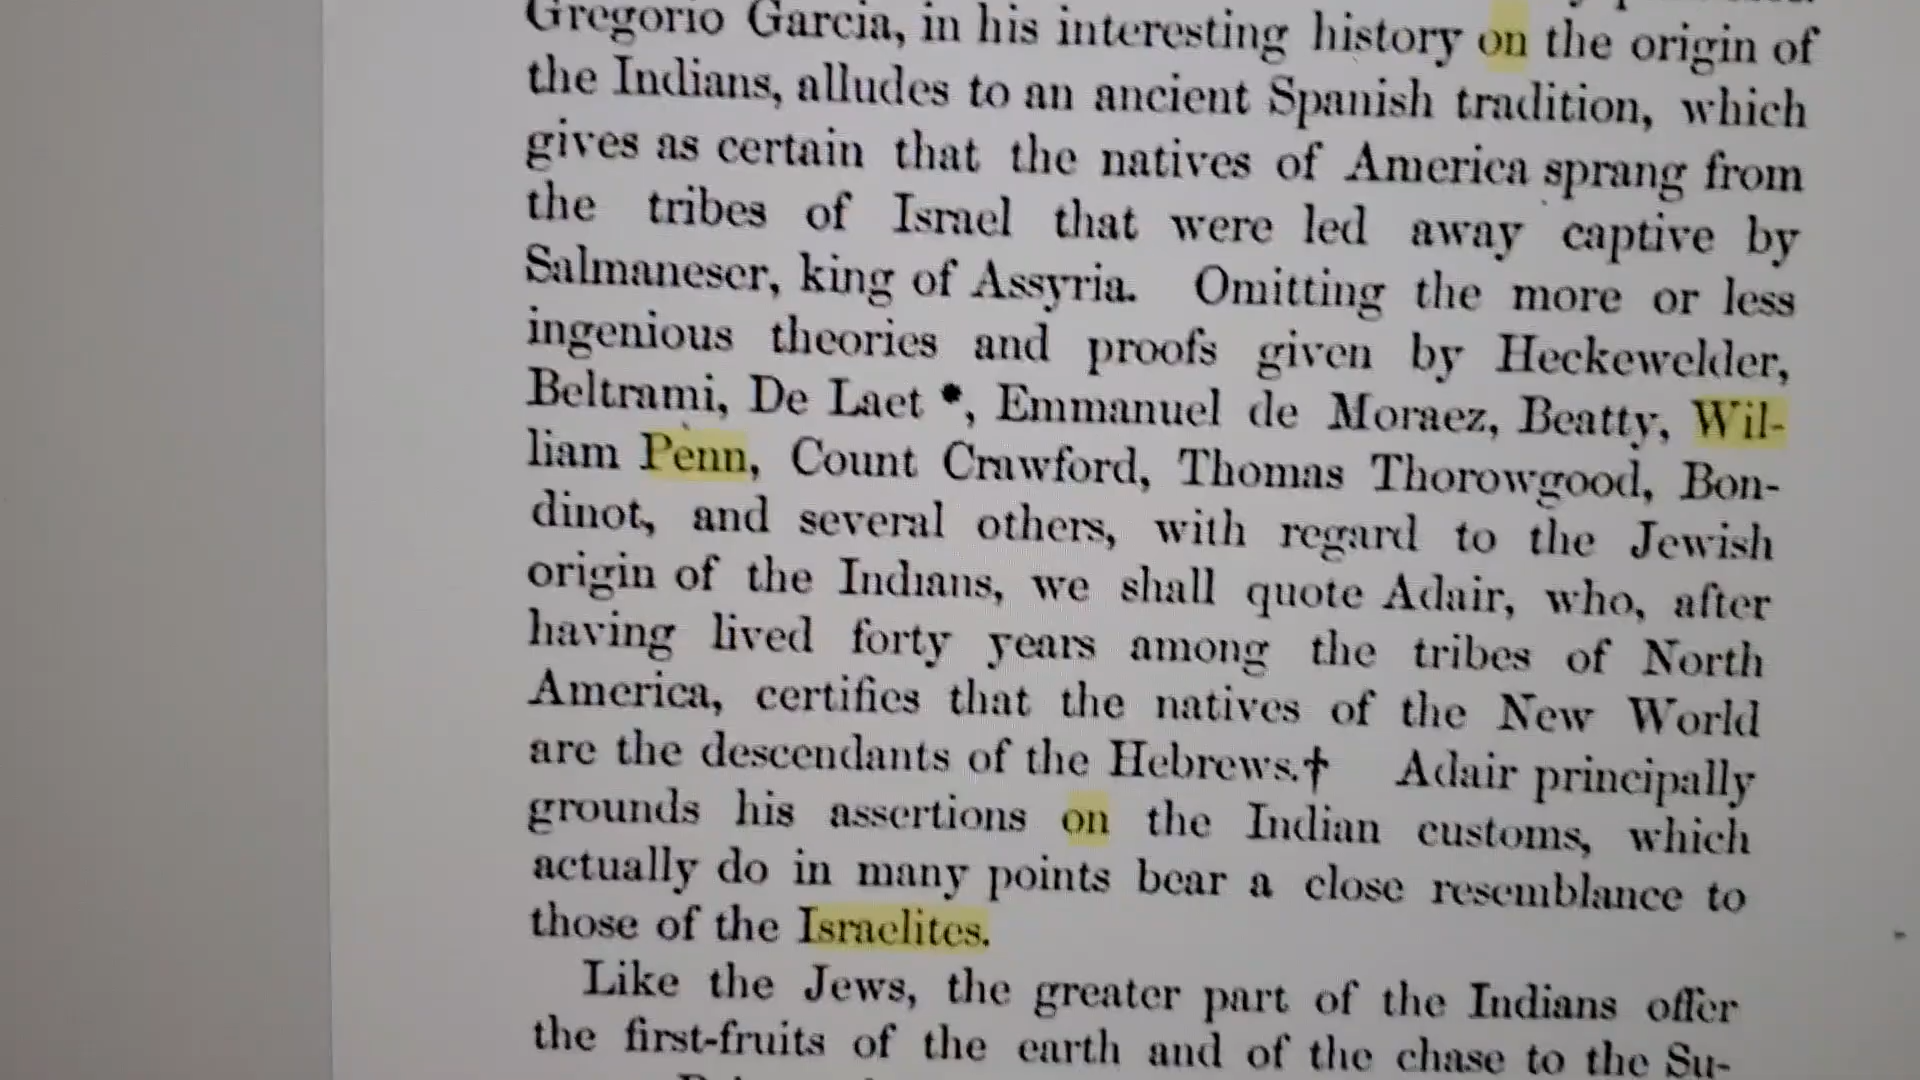 Gregorio Garcia, in his interesting history on the origin of
the Indians, alludes to an ancient Spanish tradition, which
gives as certain that the natives of America sprang from
the tribes of Israel that were led away captive by
Salmaneser, king of Assyria. Omitting the more or less
ingenious theories and proofs given by Heckewelder,
Beltrami, De Laet *, Emmanuel de Moraez, Beatty, Wil-
liam Penn, Count Crawford, Thomas Thorowgood, Bon-
dinot, and several others, with regard to the Jewish
origin of the Indians, we shall quote Adair, who, after
having lived forty years among the tribes of North
America, certifies that the natives of the New World
are the descendants of the Hebrews.† Adair principally
grounds his assertions on the Indian customs, which
actually do in many points bear a close resemblance to
those of the Israelites.
Like the Jews, the greater part of the Indians offer
the first-fruits of the earth and of the chase to the Su-